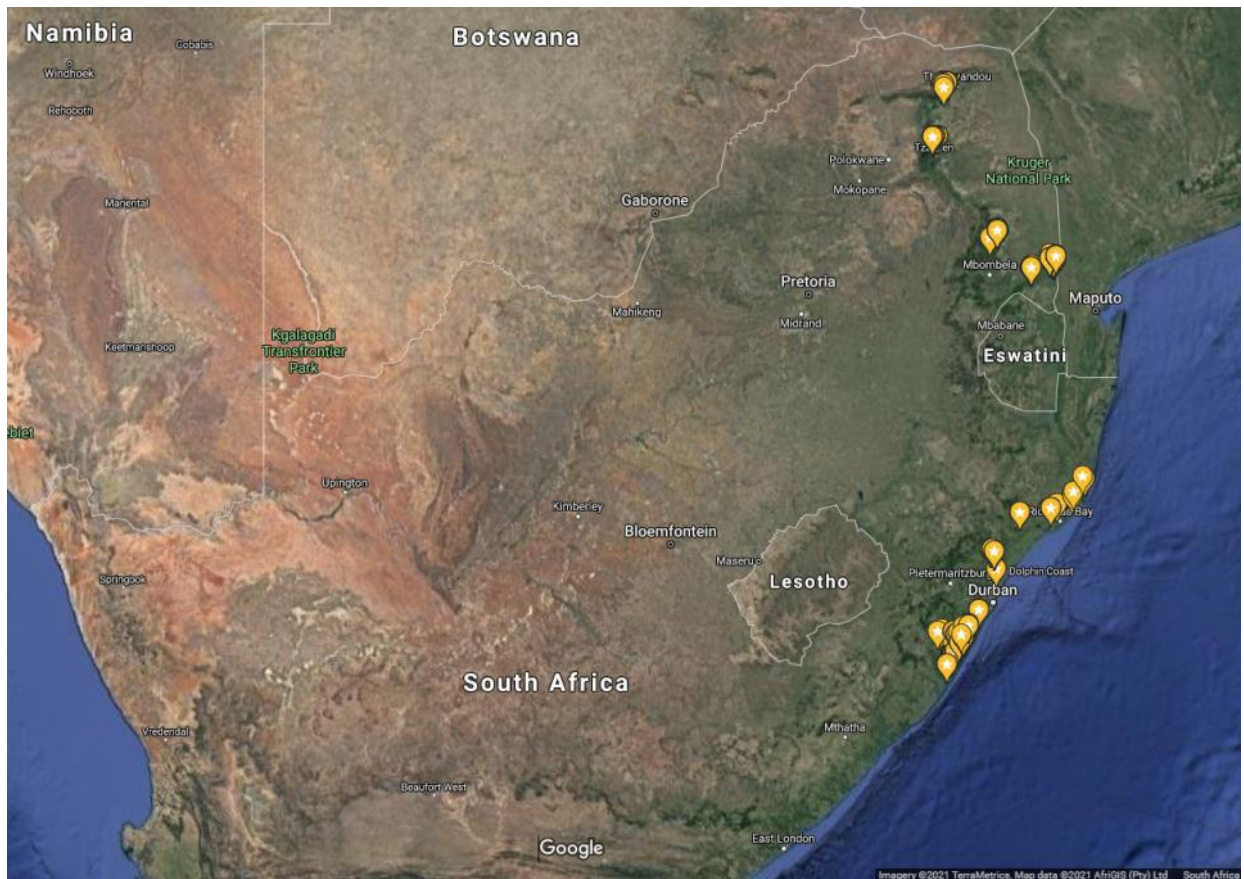 Namibia
Gobabis
Botswana
Windhoek
Rehoboth
Polokwane
Mokopane
Kruger
National Park
Mariental
Gaborone
Mbombela
Pretoria
Maputo
Mahikeng
Midrand
Mbabane
Kgalagadi
Transfrontier
Park
Keetmanshoop
Eswatini
Upington
Kimberley
Bloemfontein
Maseru
Lesotho
Dolphin Coast
Springbok
Durban
South Africa
Vredendal
Mthatha
Beaufort West
Google
East London
Imagery ©2021 TerraMetrics, Map data ©2021 AfriGIS (Pty) Ltd South Africa